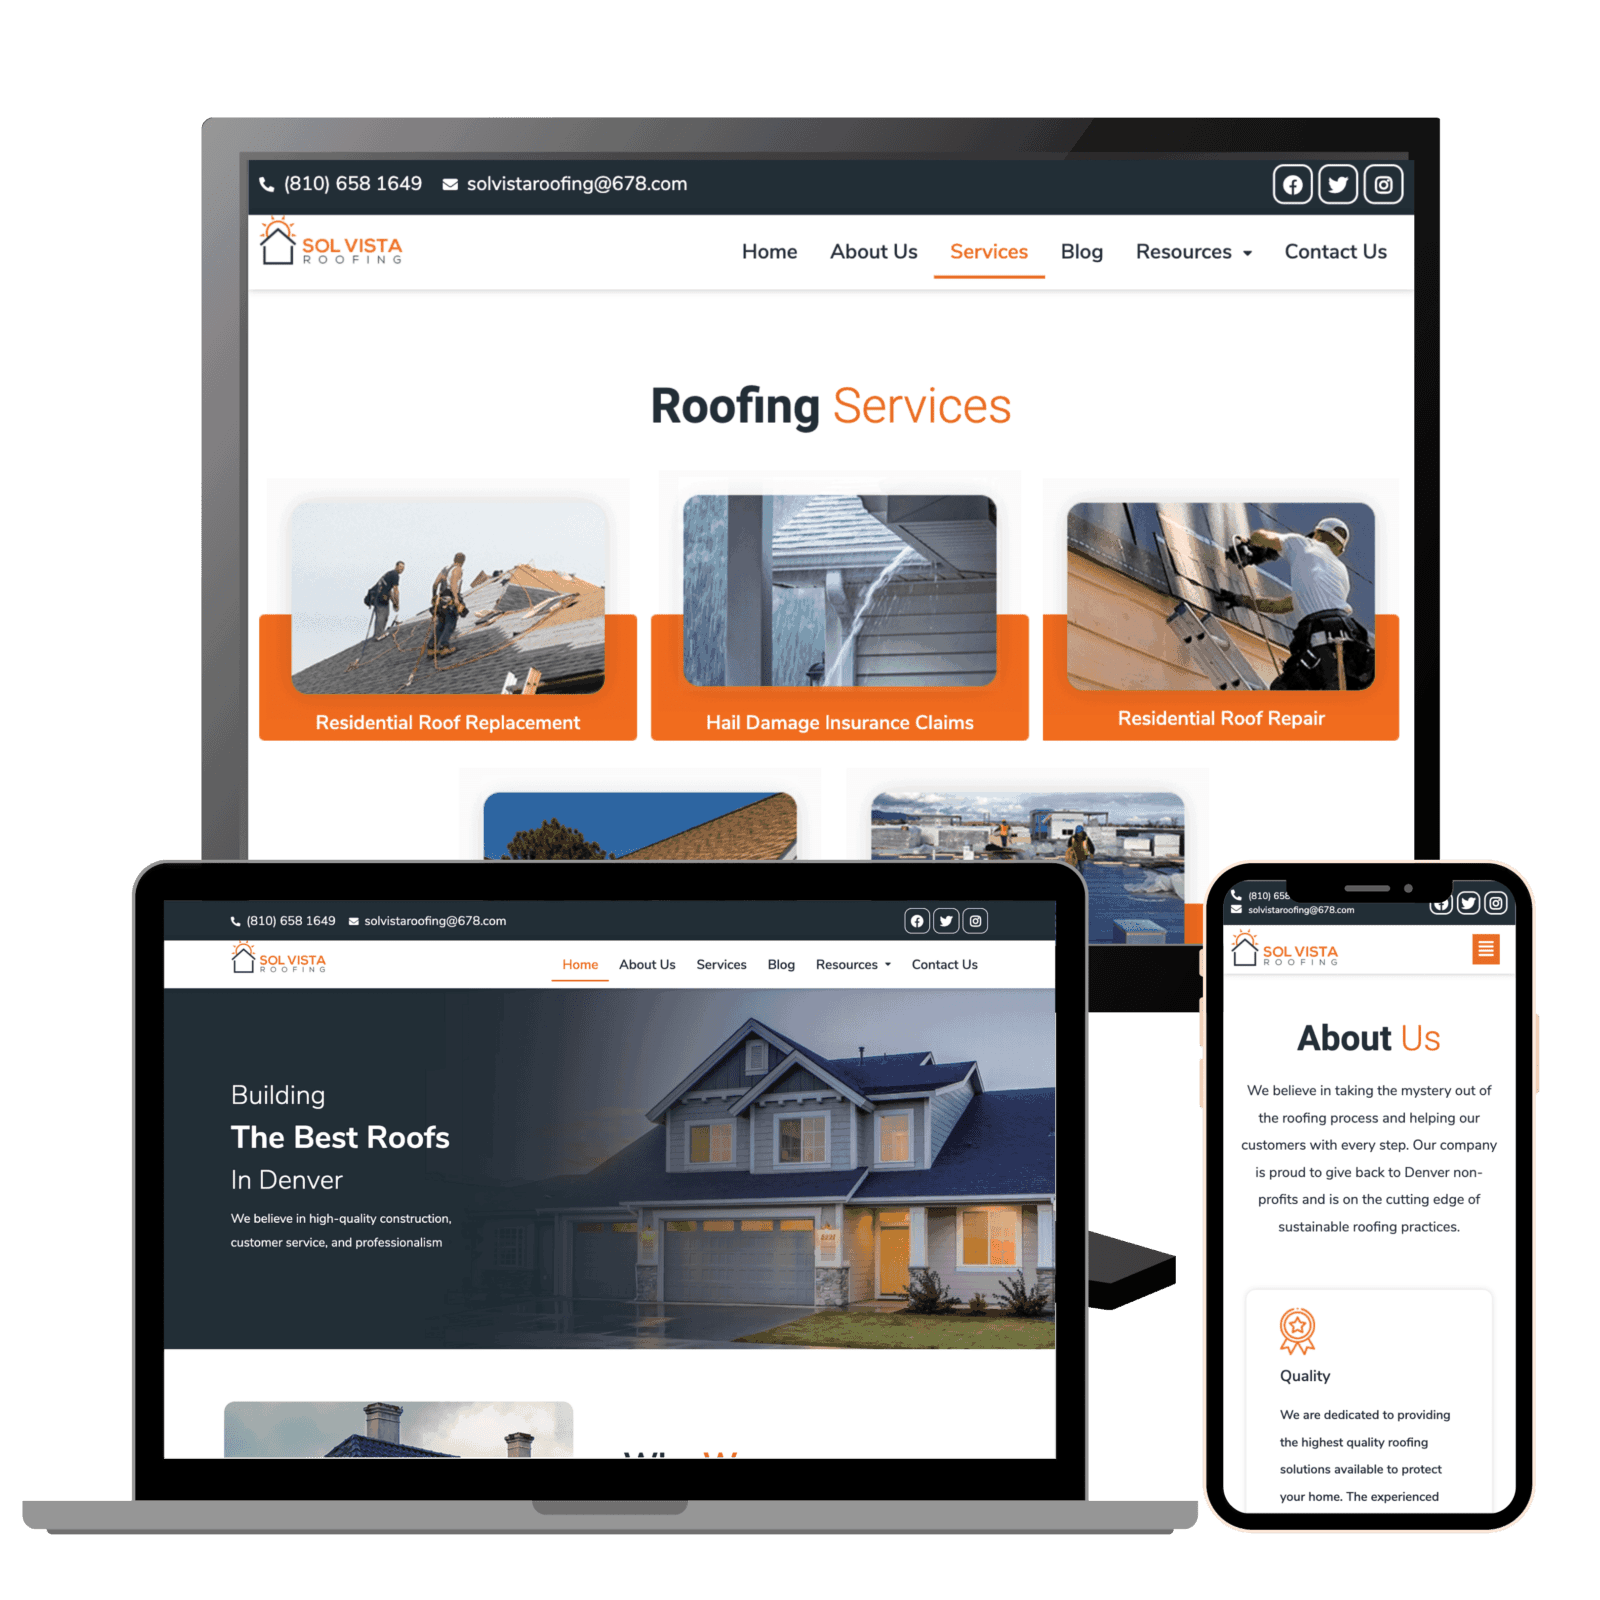 (810) 658 1649 solvistaroofing@678.com
SOL VISTA
ROOFING
Home About Us Services Blog Resources Contact Us
Roofing Services
Residential Roof Replacement
Hail Damage Insurance Claims
Residential Roof Repair
(810) 658 1649 solvistaroofing@678.com
SOL VISTA
ROOFING
Home About Us Services Blog Resources Contact Us
Building
The Best Roofs
In Denver
We believe in high-quality construction,
customer service, and professionalism
(810) 658
solvistaroofing@678.com
SOL VISTA
ROOFING
About Us
We believe in taking the mystery out of
the roofing process and helping our
customers with every step. Our company
is proud to give back to Denver non-
profits and is on the cutting edge of
sustainable roofing practices.
Quality
We are dedicated to providing
the highest quality roofing
solutions available to protect
your home. The experienced